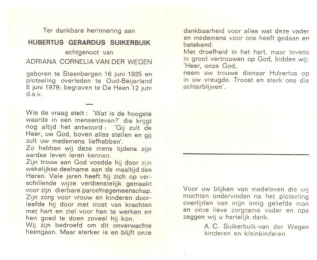 Ter dankbare herinnering aan
HUBERTUS GERARDUS SUIKERBUIK
echtgenoot van
ADRIANA CORNELIA VAN DER WEGEN
geboren te Steenbergen 16 juni 1925 en
plotseling overleden te Oud-Beijerland
8 juni 1979; begraven te De Heen 12 juni
d.a.v.
Wie de vraag stelt: 'Wat is de hoogste
waarde in een mensenleven?' die krijgt
nog altijd het antwoord: 'Gij zult de
Heer, uw God, boven alles stellen en gij
zult uw medemens liefhebben'.
Zo hebben wij deze mens tijdens zijn
aardse leven leren kennen.
Zijn trouw aan God voedde hij door zijn
wekelijkse deelname aan de maaltijd des
Heren. Vele jaren heeft hij zich op ver-
schillende wijze verdienstelijk gemaakt
voor zijn dierbare parochiegemeenschap.
Zijn zorg voor vrouw en kinderen door-
leefde hij door met inzet van krachten
met hart en ziel voor hen te werken en
hen goed te doen zoveel hij kon.
Wij zijn bedroefd om dit onverwachte
heengaan. Maar sterker is en blijft onze
dankbaarheid voor alles wat deze vader
en medemens voor ons heeft gedaan en
betekend.
Met droefheid in het hart, maar tevens
in groot vertrouwen op God, bidden wij:
'Heer, onze God,
neem uw trouwe dienaar Hubertus op
in uw vreugde. Troost en sterk ons die
achterblijven'.
Voor uw blijken van medeleven die wij
mochten ondervinden na het plotseling
overlijden van mijn innig geliefde man
en onze lieve zorgzame vader en opa
zeggen wij u hartelijk dank.
A. C. Suikerbuik-van der Wegen
kinderen en kleinkinderen